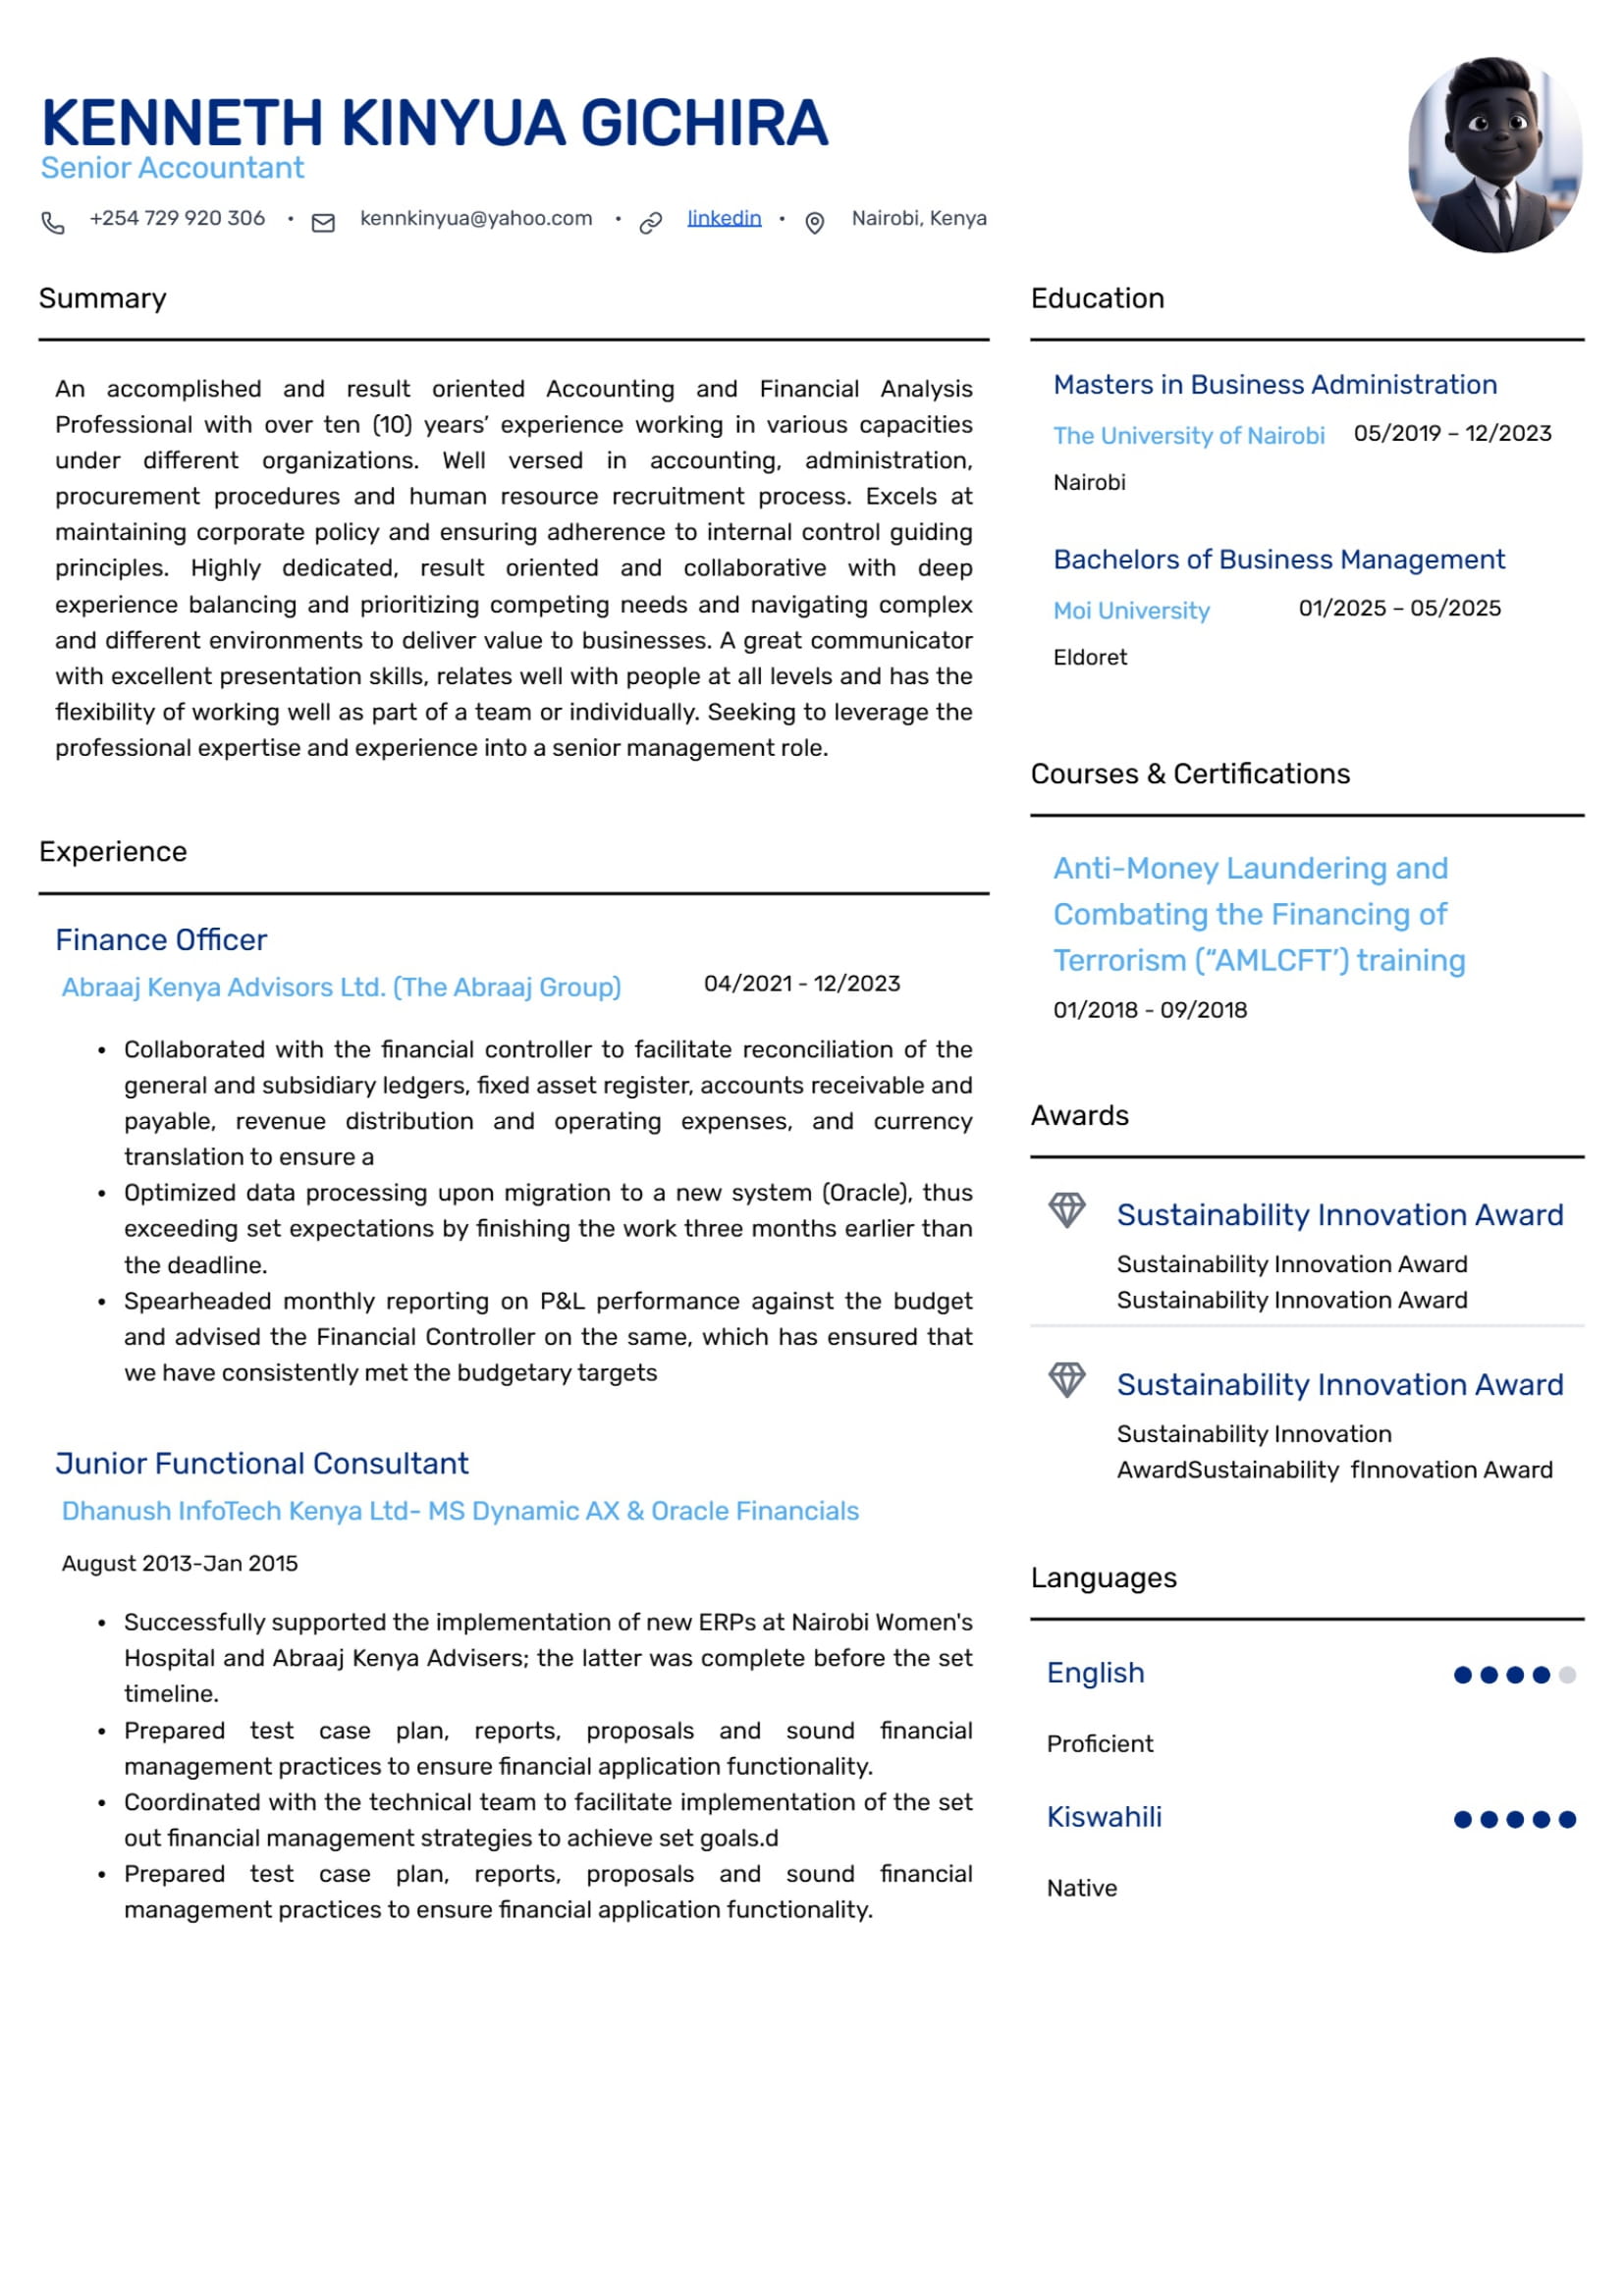 KENNETH KINYUA GICHIRA
Senior Accountant
+254 729 920 306 • kennkinyua@yahoo.com • linkedin • Nairobi, Kenya
Summary
An accomplished and result oriented Accounting and Financial Analysis
Professional with over ten (10) years’ experience working in various capacities
under different organizations. Well versed in accounting, administration,
procurement procedures and human resource recruitment process. Excels at
maintaining corporate policy and ensuring adherence to internal control guiding
principles. Highly dedicated, result oriented and collaborative with deep
experience balancing and prioritizing competing needs and navigating complex
and different environments to deliver value to businesses. A great communicator
with excellent presentation skills, relates well with people at all levels and has the
flexibility of working well as part of a team or individually. Seeking to leverage the
professional expertise and experience into a senior management role.
Experience
Finance Officer
Abraaj Kenya Advisors Ltd. (The Abraaj Group) 04/2021 - 12/2023
• Collaborated with the financial controller to facilitate reconciliation of the
general and subsidiary ledgers, fixed asset register, accounts receivable and
payable, revenue distribution and operating expenses, and currency
translation to ensure a
• Optimized data processing upon migration to a new system (Oracle), thus
exceeding set expectations by finishing the work three months earlier than
the deadline.
• Spearheaded monthly reporting on P&L performance against the budget
and advised the Financial Controller on the same, which has ensured that
we have consistently met the budgetary targets
Junior Functional Consultant
Dhanush InfoTech Kenya Ltd- MS Dynamic AX & Oracle Financials
August 2013-Jan 2015
• Successfully supported the implementation of new ERPs at Nairobi Women's
Hospital and Abraaj Kenya Advisers; the latter was complete before the set
timeline.
• Prepared test case plan, reports, proposals and sound financial
management practices to ensure financial application functionality.
• Coordinated with the technical team to facilitate implementation of the set
out financial management strategies to achieve set goals.d
• Prepared test case plan, reports, proposals and sound financial
management practices to ensure financial application functionality.
Education
Masters in Business Administration
The University of Nairobi 05/2019 – 12/2023
Nairobi
Bachelors of Business Management
Moi University 01/2025 – 05/2025
Eldoret
Courses & Certifications
Anti-Money Laundering and
Combating the Financing of
Terrorism (“AMLCFT’) training
01/2018 - 09/2018
Awards
Sustainability Innovation Award
Sustainability Innovation Award
Sustainability Innovation Award
Sustainability Innovation Award
Sustainability Innovation
AwardSustainability fInnovation Award
Languages
English
Proficient
Kiswahili
Native